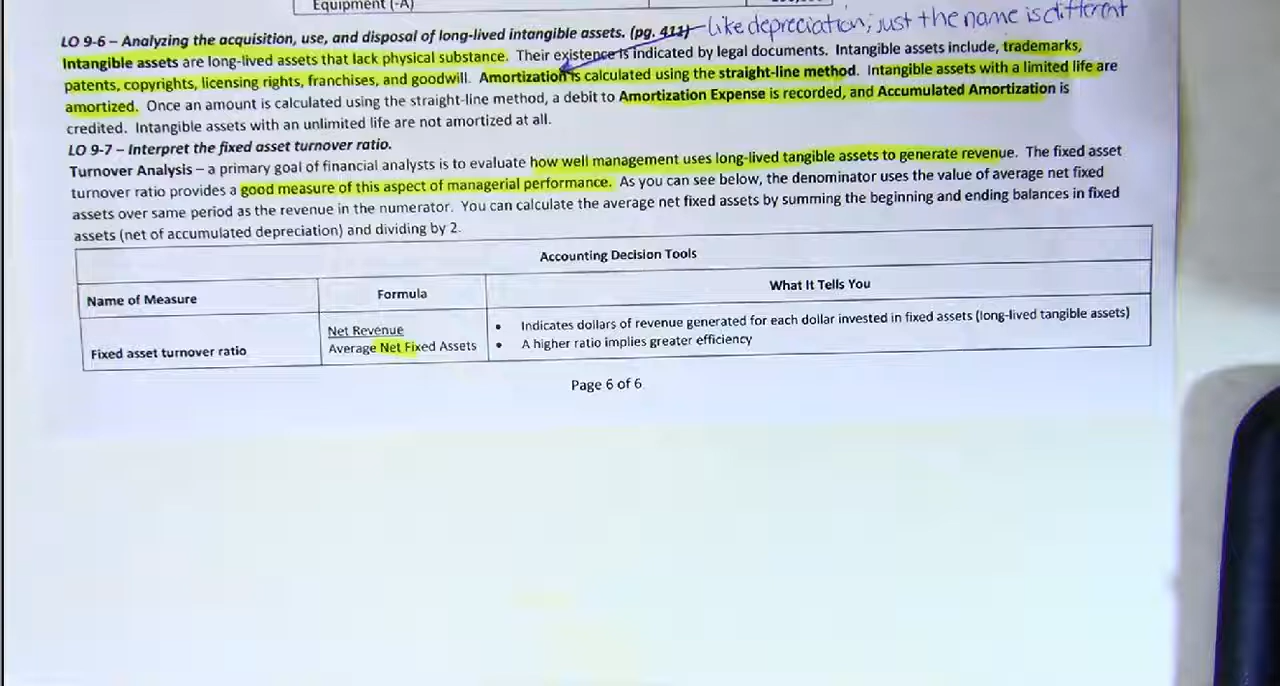 Equipment (-A)
like depreciation; just the name is different
LO 9-6 – Analyzing the acquisition, use, and disposal of long-lived intangible assets. (pg. 411)
Intangible assets are long-lived assets that lack physical substance. Their existence is indicated by legal documents. Intangible assets include, trademarks,
patents, copyrights, licensing rights, franchises, and goodwill. Amortization is calculated using the straight-line method. Intangible assets with a limited life are
amortized. Once an amount is calculated using the straight-line method, a debit to Amortization Expense is recorded, and Accumulated Amortization is
credited. Intangible assets with an unlimited life are not amortized at all.
LO 9-7 – Interpret the fixed asset turnover ratio.
Turnover Analysis – a primary goal of financial analysts is to evaluate how well management uses long-lived tangible assets to generate revenue. The fixed asset
turnover ratio provides a good measure of this aspect of managerial performance. As you can see below, the denominator uses the value of average net fixed
assets over same period as the revenue in the numerator. You can calculate the average net fixed assets by summing the beginning and ending balances in fixed
assets (net of accumulated depreciation) and dividing by 2.
Accounting Decision Tools
Name of Measure
Formula
What It Tells You
Fixed asset turnover ratio
Net Revenue
Average Net Fixed Assets
• Indicates dollars of revenue generated for each dollar invested in fixed assets (long-lived tangible assets)
• A higher ratio implies greater efficiency
Page 6 of 6